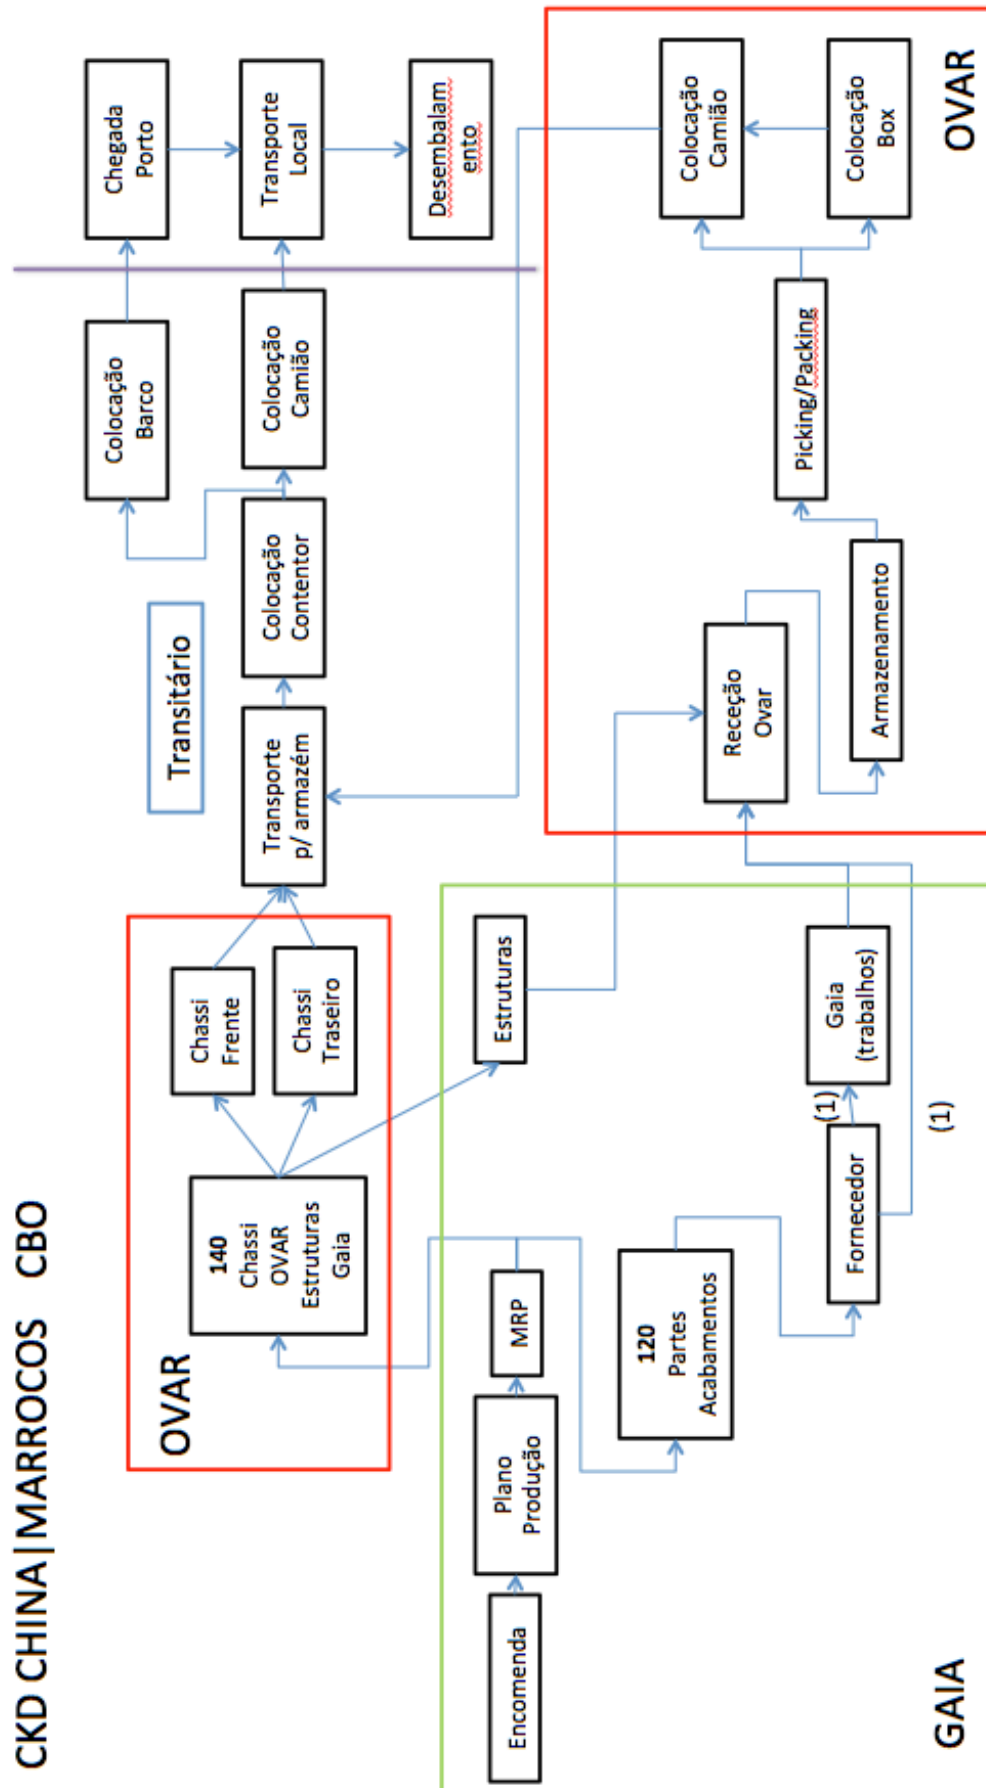 CKD CHINA|MARROCOS CBO
OVAR
140
Chassi
OVAR
Estruturas
Gaia
Chassi
Frente
Chassi
Traseiro
Transitário
Transporte
p/ armazém
Colocação
Contentor
Colocação
Barco
Colocação
Camião
Chegada
Porto
Transporte
Local
Desembalam
ento
Encomenda
Plano
Produção
MRP
Estruturas
120
Partes
Acabamentos
Fornecedor
(1)
(1)
Gaia
(trabalhos)
GAIA
Receção
Ovar
Armazenamento
Picking/Packing
Colocação
Camião
Colocação
Box
OVAR